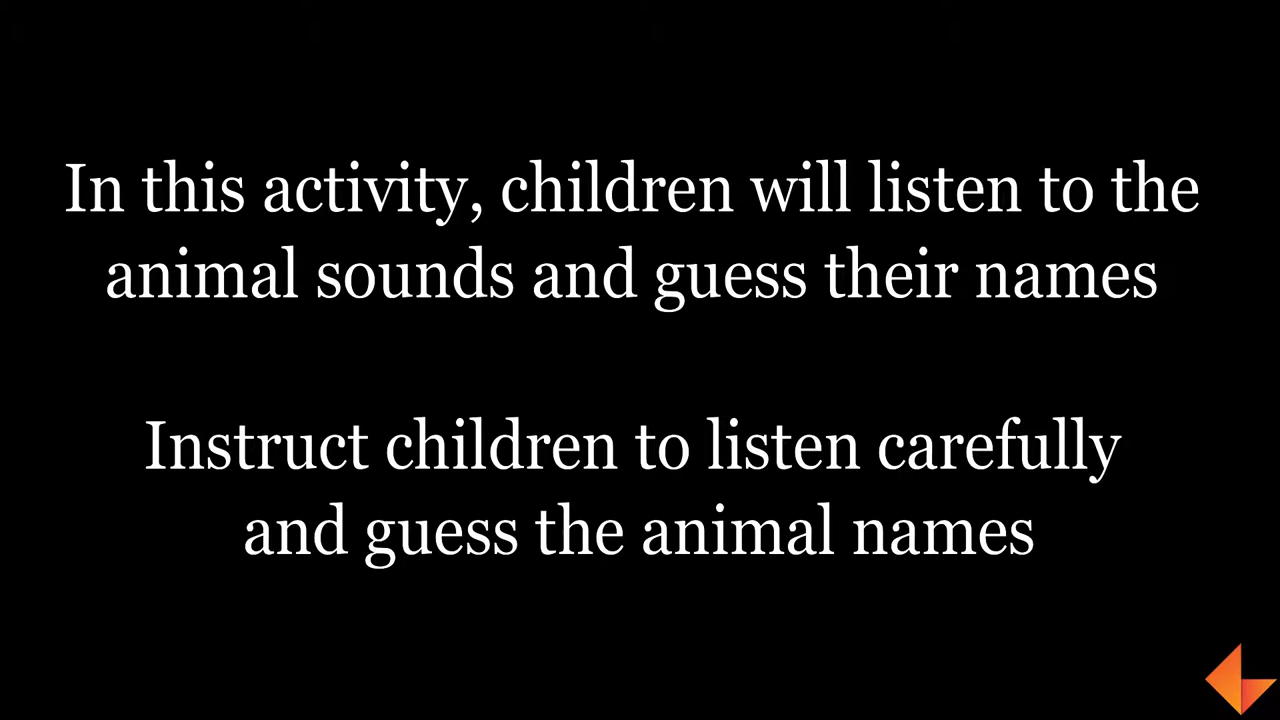 In this activity, children will listen to the
animal sounds and guess their names
Instruct children to listen carefully
and guess the animal names